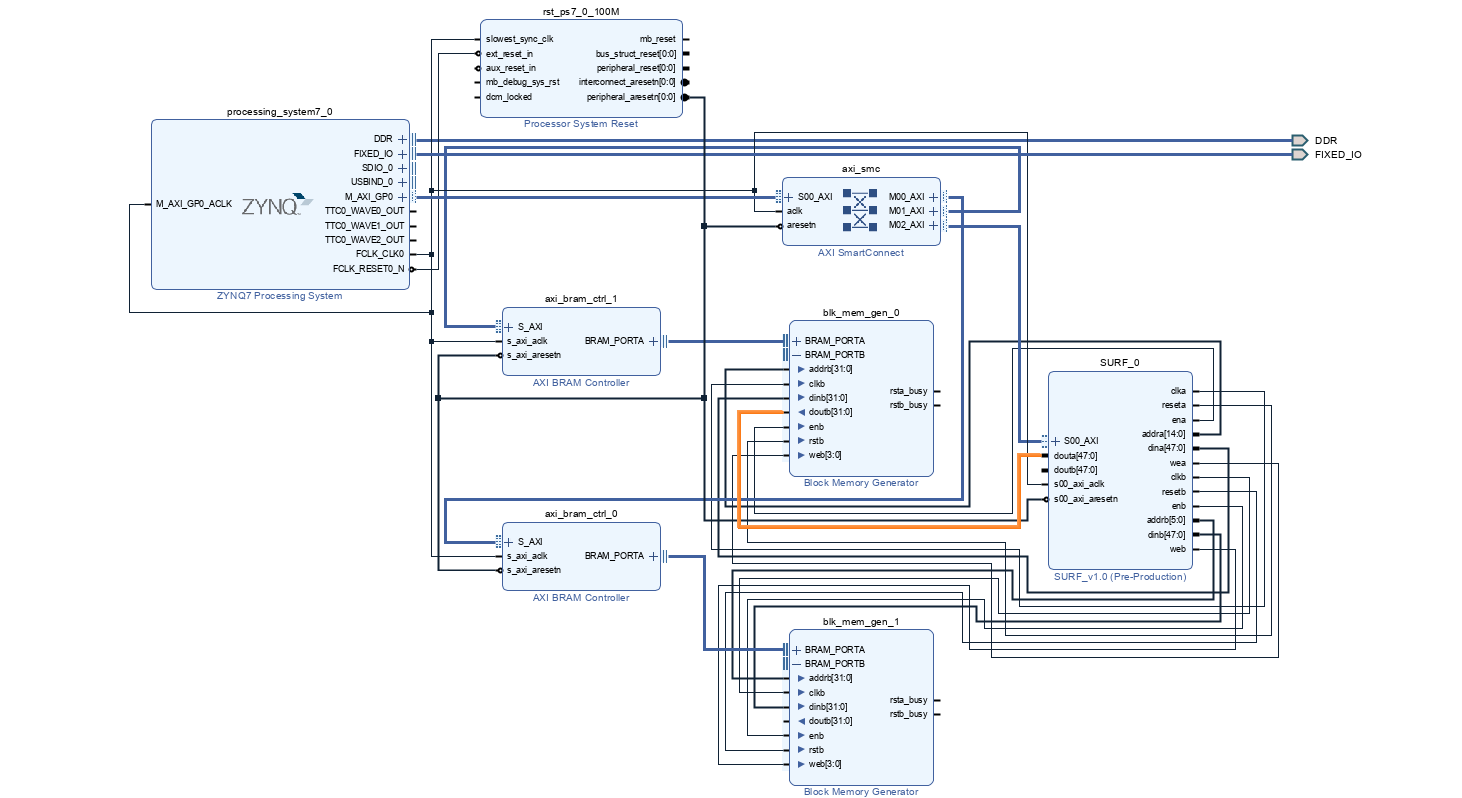 rst_ps7_0_100M
slowest_sync_clk
ext_reset_in
aux_reset_in
mb_debug_sys_rst
dcm_locked
mb_reset
bus_struct_reset[0:0]
peripheral_reset[0:0]
interconnect_aresetn[0:0]
peripheral_aresetn[0:0]
Processor System Reset
processing_system7_0
M_AXI_GP0_ACLK
ZYNQ
DDR
FIXED_IO
SDIO_0
USBIND_0
M_AXI_GP0
TTC0_WAVE0_OUT
TTC0_WAVE1_OUT
TTC0_WAVE2_OUT
FCLK_CLK0
FCLK_RESET0_N
ZYNQ7 Processing System
DDR
FIXED_IO
axi_smc
S00_AXI
aclk
aresetn
M00_AXI
M01_AXI
M02_AXI
AXI SmartConnect
axi_bram_ctrl_1
S_AXI
s_axi_aclk
s_axi_aresetn
BRAM_PORTA
AXI BRAM Controller
blk_mem_gen_0
BRAM_PORTA
BRAM_PORTB
addrb[31:0]
clkb
dinb[31:0]
doutb[31:0]
enb
rstb
web[3:0]
rsta_busy
rstb_busy
Block Memory Generator
SURF_0
S00_AXI
douta[47:0]
doutb[47:0]
s00_axi_aclk
s00_axi_aresetn
clka
reseta
ena
addra[14:0]
dina[47:0]
wea
clkb
resetb
enb
addrb[5:0]
dinb[47:0]
web
SURF_v1.0 (Pre-Production)
axi_bram_ctrl_0
S_AXI
s_axi_aclk
s_axi_aresetn
BRAM_PORTA
AXI BRAM Controller
blk_mem_gen_1
BRAM_PORTA
BRAM_PORTB
addrb[31:0]
clkb
dinb[31:0]
doutb[31:0]
enb
rstb
web[3:0]
rsta_busy
rstb_busy
Block Memory Generator